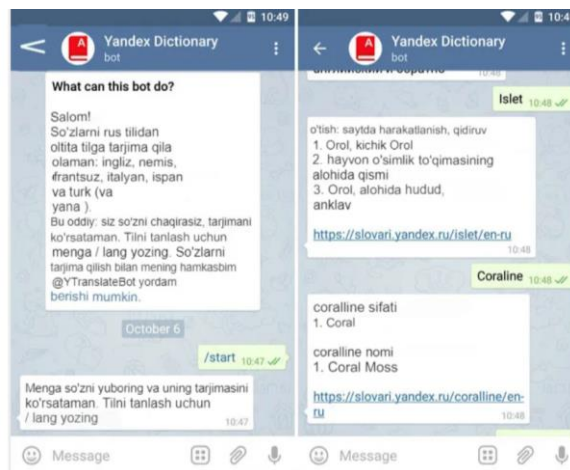 10:49
Yandex Dictionary
bot
What can this bot do?
Salom!
So'zlarni rus tilidan
oltita tilga tarjima qila
olaman: ingliz, nemis,
frantsuz, italyan, ispan
va turk (va
yana ).
Bu oddiy: siz so'zni chaqirasiz, tarjimani
ko'rsataman. Tilni tanlash uchun
menga / lang yozing. So'zlarni
tarjima qilish bilan mening hamkasbim
@YTranslateBot yordam
berishi mumkin.
October 6
/start 10:47
Menga so'zni yuboring va uning tarjimasini
ko'rsataman. Tilni tanlash uchun
/ lang yozing 10:47
Message
10:4
Yandex Dictionary
bot
10:48
Islet 10:48
o'tish: saytda harakatlanish, qidiruv
1. Orol, kichik Orol
2. hayvon o'simlik to'qimasining
alohida qismi
3. Orol, alohida hudud,
anklav
https://slovari.yandex.ru/islet/en-ru
10:48
Coraline 10:48
coralline sifati
1. Coral
coralline nomi
1. Coral Moss
https://slovari.yandex.ru/coralline/en-
ru 10:48
Message